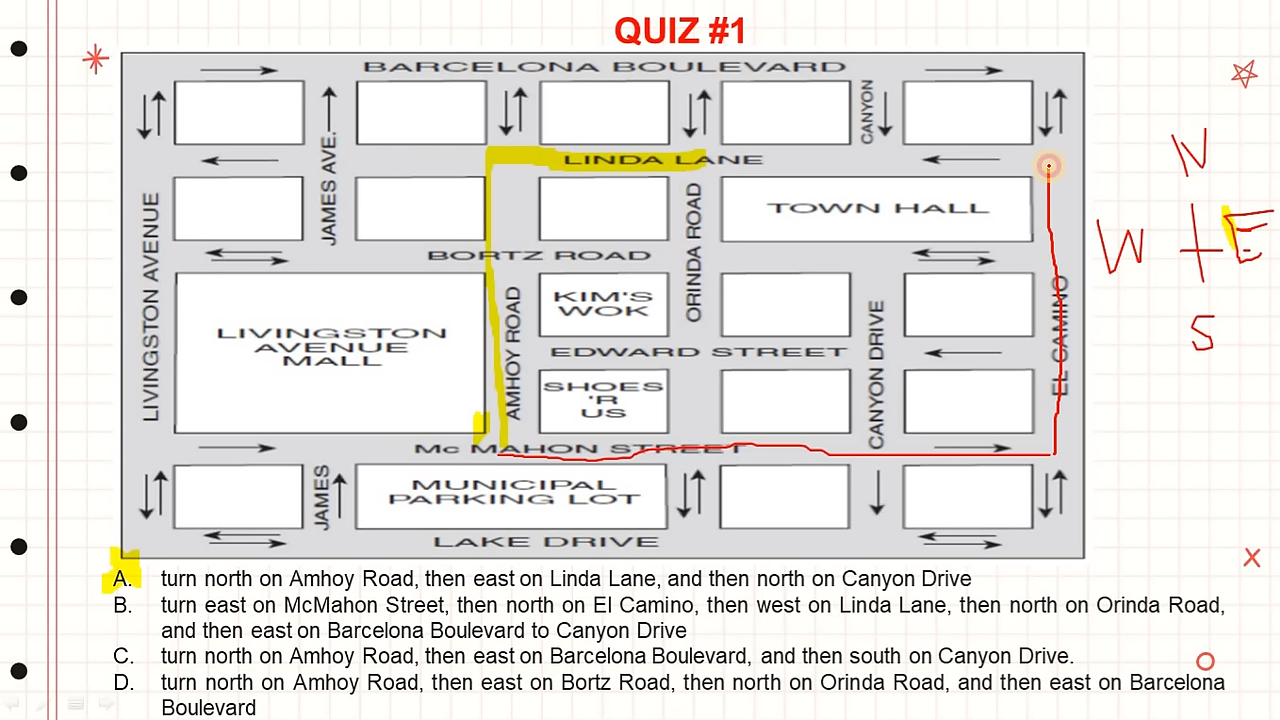 QUIZ #1
BARCELONA BOULEVARD
CANYON
JAMES AVE.
LINDA LANE
N
LIVINGSTON AVENUE
ORINDA ROAD
TOWN HALL
W
E
BORTZ ROAD
KIM'S
WOK
LIVINGSTON
AVENUE
MALL
AMHOY ROAD
CANYON DRIVE
EL CAMINO
S
EDWARD STREET
SHOES
'R
US
Mc MAHON STREET
JAMES
MUNICIPAL
PARKING LOT
LAKE DRIVE
A. turn north on Amhoy Road, then east on Linda Lane, and then north on Canyon Drive
B. turn east on McMahon Street, then north on El Camino, then west on Linda Lane, then north on Orinda Road,
and then east on Barcelona Boulevard to Canyon Drive
C. turn north on Amhoy Road, then east on Barcelona Boulevard, and then south on Canyon Drive.
D. turn north on Amhoy Road, then east on Bortz Road, then north on Orinda Road, and then east on Barcelona
Boulevard